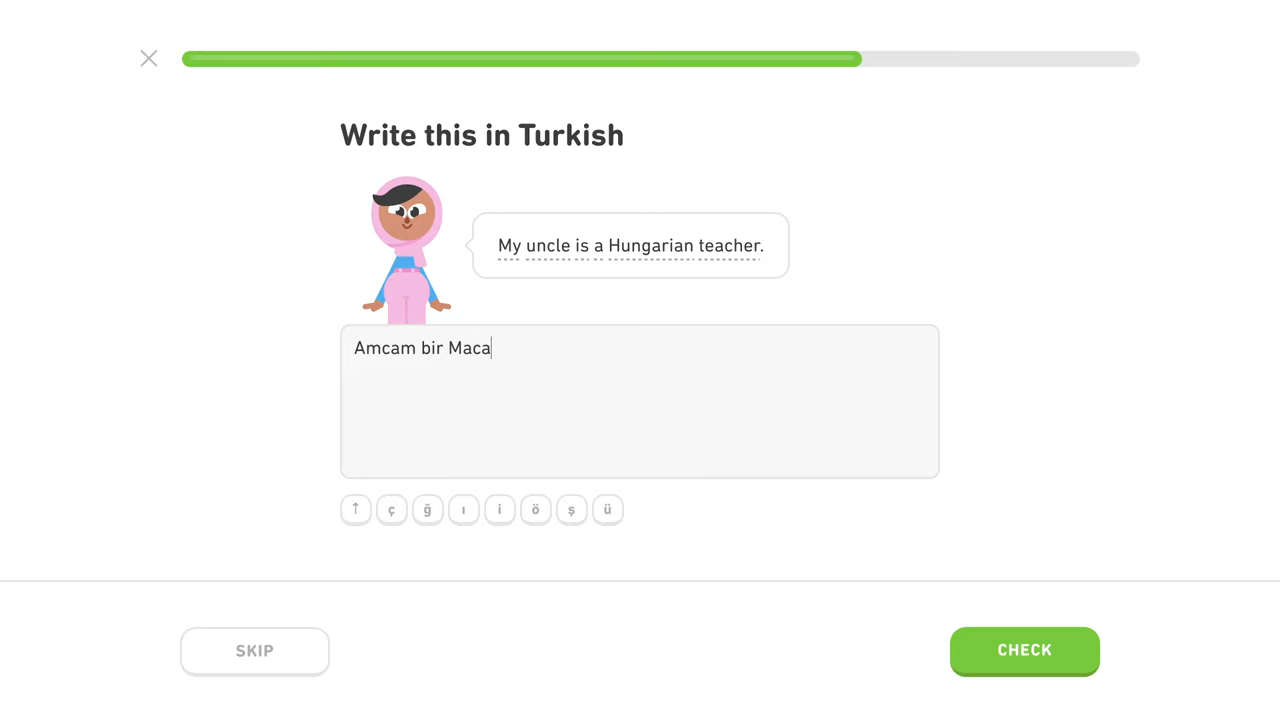 Write this in Turkish
My uncle is a Hungarian teacher.
Amcam bir Maca
↑ ç ğ ı i ö ş ü
SKIP
CHECK